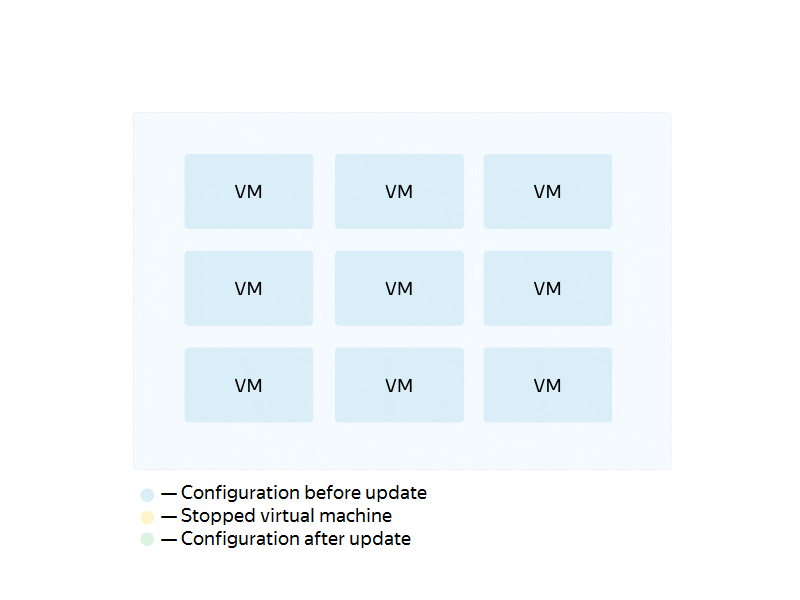 VM VM VM
VM VM VM
VM VM VM
— Configuration before update
— Stopped virtual machine
— Configuration after update